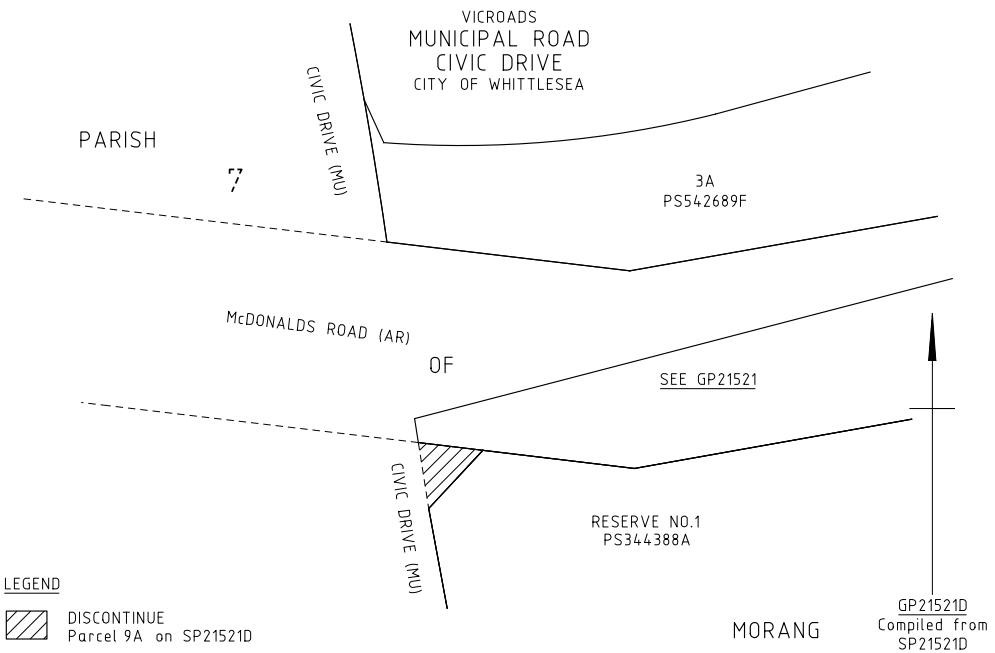 VICROADS
MUNICIPAL ROAD
CIVIC DRIVE
CITY OF WHITTLESEA
CIVIC DRIVE (MU)
PARISH
7
3A
PS542689F
McDONALDS ROAD (AR)
OF
SEE GP21521
CIVIC DRIVE (MU)
RESERVE NO.1
PS344388A
LEGEND
DISCONTINUE
Parcel 9A on SP21521D
MORANG
GP21521D
Compiled from
SP21521D